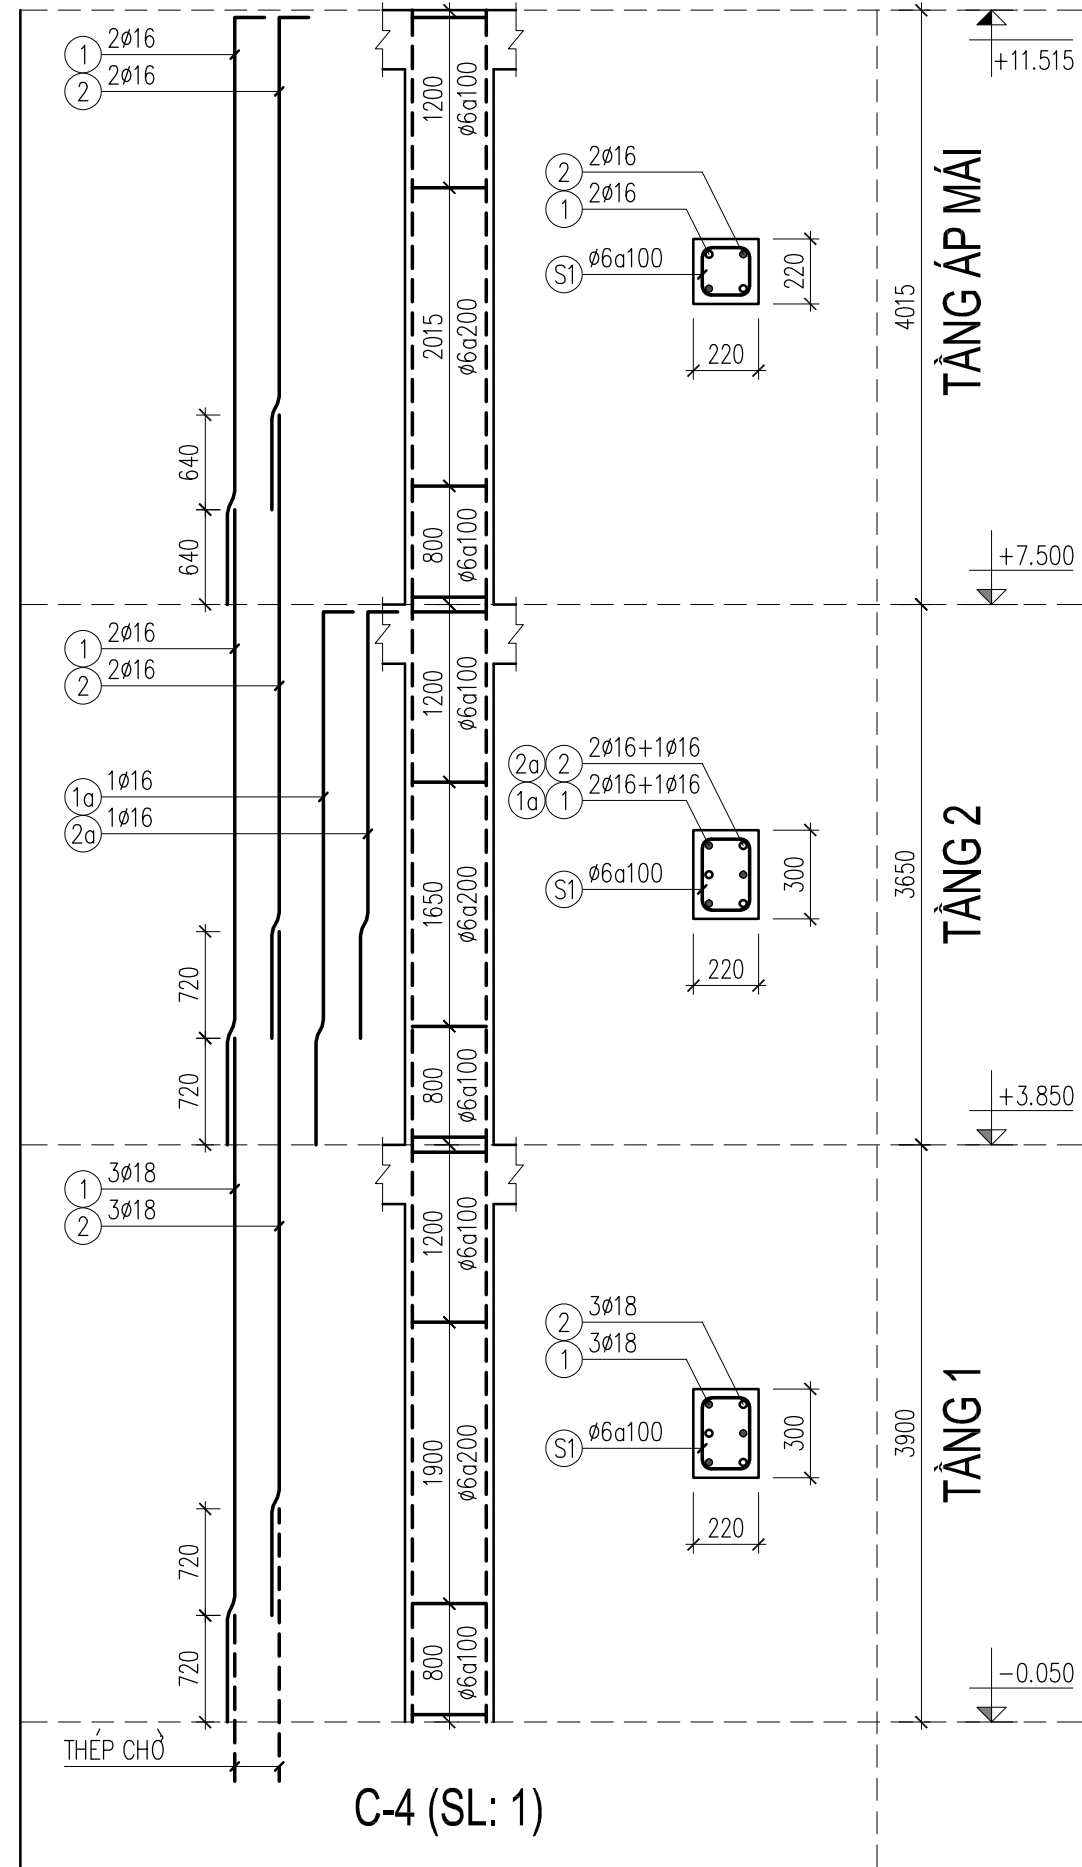 1 2ø16
2 2ø16
1200
ø6a100
+11.515
2 2ø16
1 2ø16
S1 ø6a100
220
220
2015
ø6a200
4015
TẦNG ÁP MÁI
640
640
800
ø6a100
+7.500
1 2ø16
2 2ø16
1200
ø6a100
1a 1ø16
2a 1ø16
2a 2 2ø16+1ø16
1a 1 2ø16+1ø16
S1 ø6a100
300
220
1650
ø6a200
3650
TẦNG 2
720
720
800
ø6a100
+3.850
1 3ø18
2 3ø18
1200
ø6a100
2 3ø18
1 3ø18
S1 ø6a100
300
220
1900
ø6a200
3900
TẦNG 1
720
720
800
ø6a100
-0.050
THÉP CHỜ
C-4 (SL: 1)